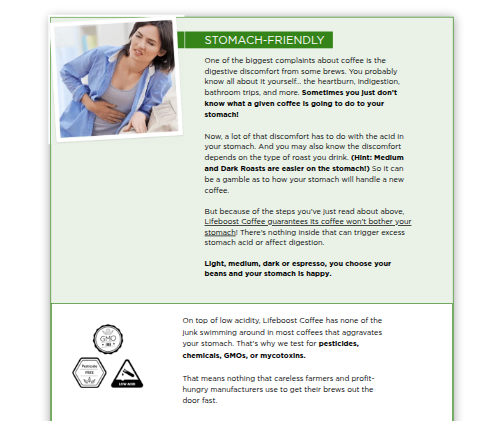 STOMACH-FRIENDLY
One of the biggest complaints about coffee is the
digestive discomfort from some brews. You probably
know all about it yourself... the heartburn, indigestion,
bathroom trips, and more. Sometimes you just don't
know what a given coffee is going to do to your
stomach!
Now, a lot of that discomfort has to do with the acid in
your stomach. And you may also know the discomfort
depends on the type of roast you drink. (Hint: Medium
and Dark Roasts are easier on the stomach!) So it can
be a gamble as to how your stomach will handle a new
coffee.
But because of the steps you've just read about above,
Lifeboost Coffee guarantees its coffee won't bother your
stomach! There's nothing inside that can trigger excess
stomach acid or affect digestion.
Light, medium, dark or espresso, you choose your
beans and your stomach is happy.
On top of low acidity, Lifeboost Coffee has none of the
junk swimming around in most coffees that aggravates
your stomach. That's why we test for pesticides,
chemicals, GMOs, or mycotoxins.
That means nothing that careless farmers and profit-
hungry manufacturers use to get their brews out the
door fast.
GMO
Pesticide
FREE
LOW ACID